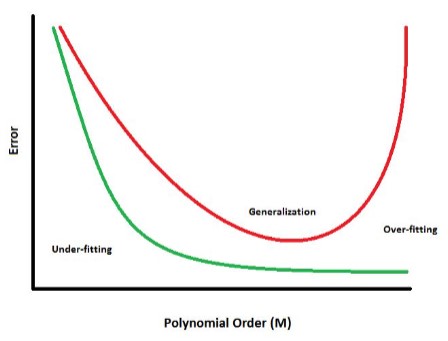 Error
Generalization
Over-fitting
Under-fitting
Polynomial Order (M)